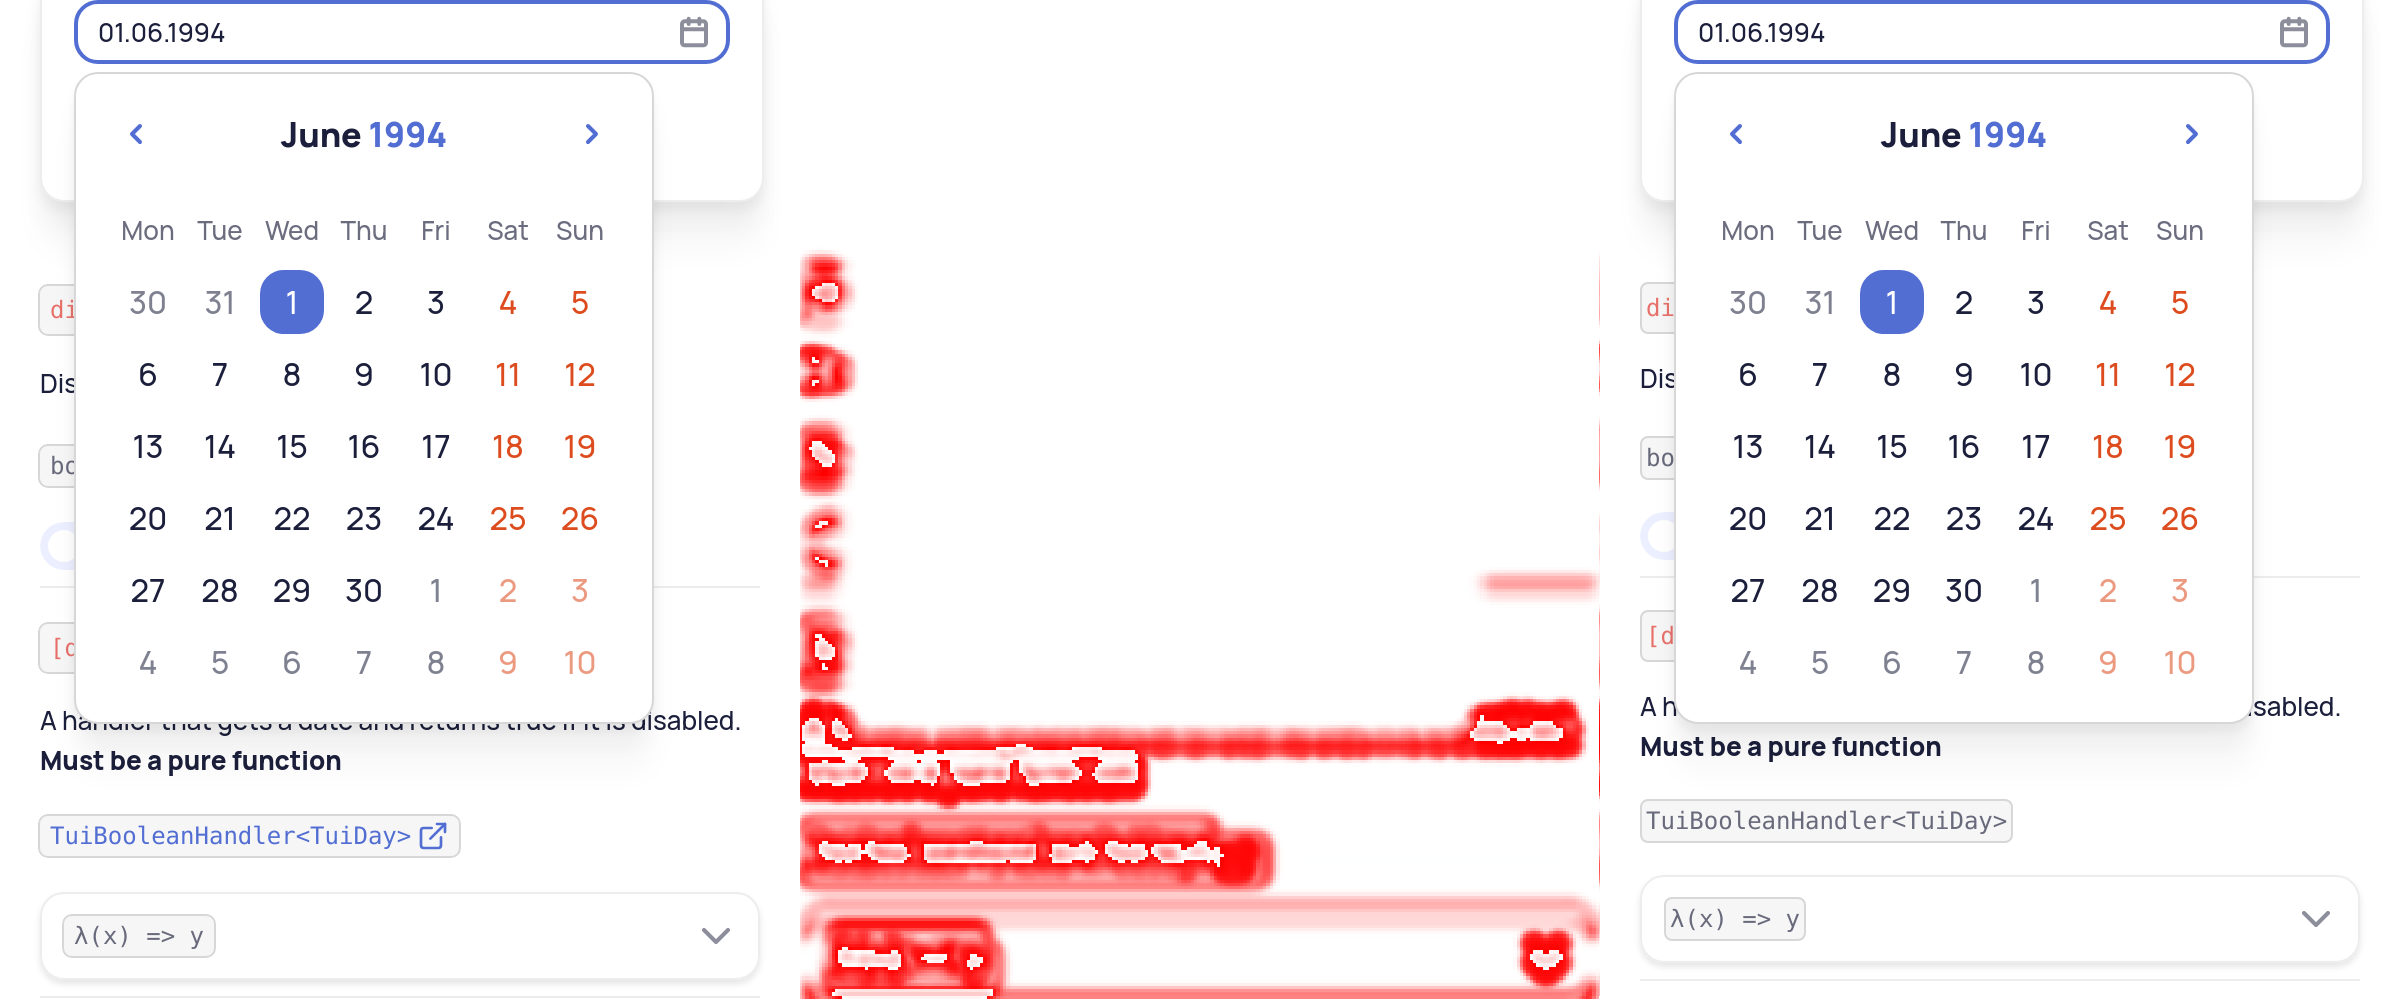 01.06.1994
June 1994
Mon Tue Wed Thu Fri Sat Sun
30 31 1 2 3 4 5
6 7 8 9 10 11 12
13 14 15 16 17 18 19
20 21 22 23 24 25 26
27 28 29 30 1 2 3
4 5 6 7 8 9 10
di
Dis
bo
[d
A handler that gets a date and returns true if it is disabled.
Must be a pure function
TuiBooleanHandler<TuiDay>
λ(x) => y
01.06.1994
June 1994
Mon Tue Wed Thu Fri Sat Sun
30 31 1 2 3 4 5
6 7 8 9 10 11 12
13 14 15 16 17 18 19
20 21 22 23 24 25 26
27 28 29 30 1 2 3
4 5 6 7 8 9 10
di
Dis
bo
[d
A h sabled.
Must be a pure function
TuiBooleanHandler<TuiDay>
λ(x) => y